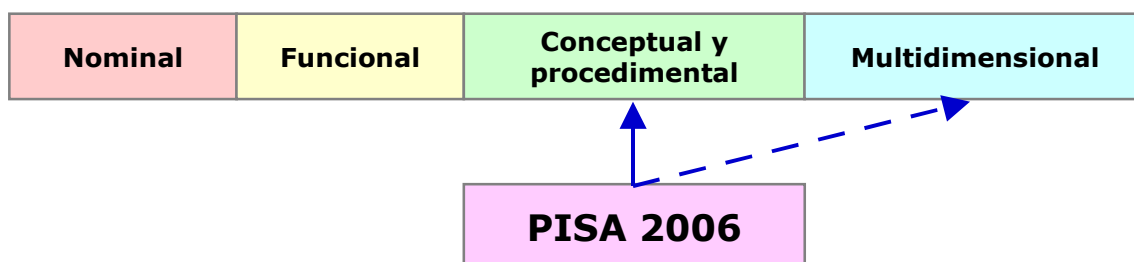 Nominal
Funcional
Conceptual y
procedimental
Multidimensional
PISA 2006